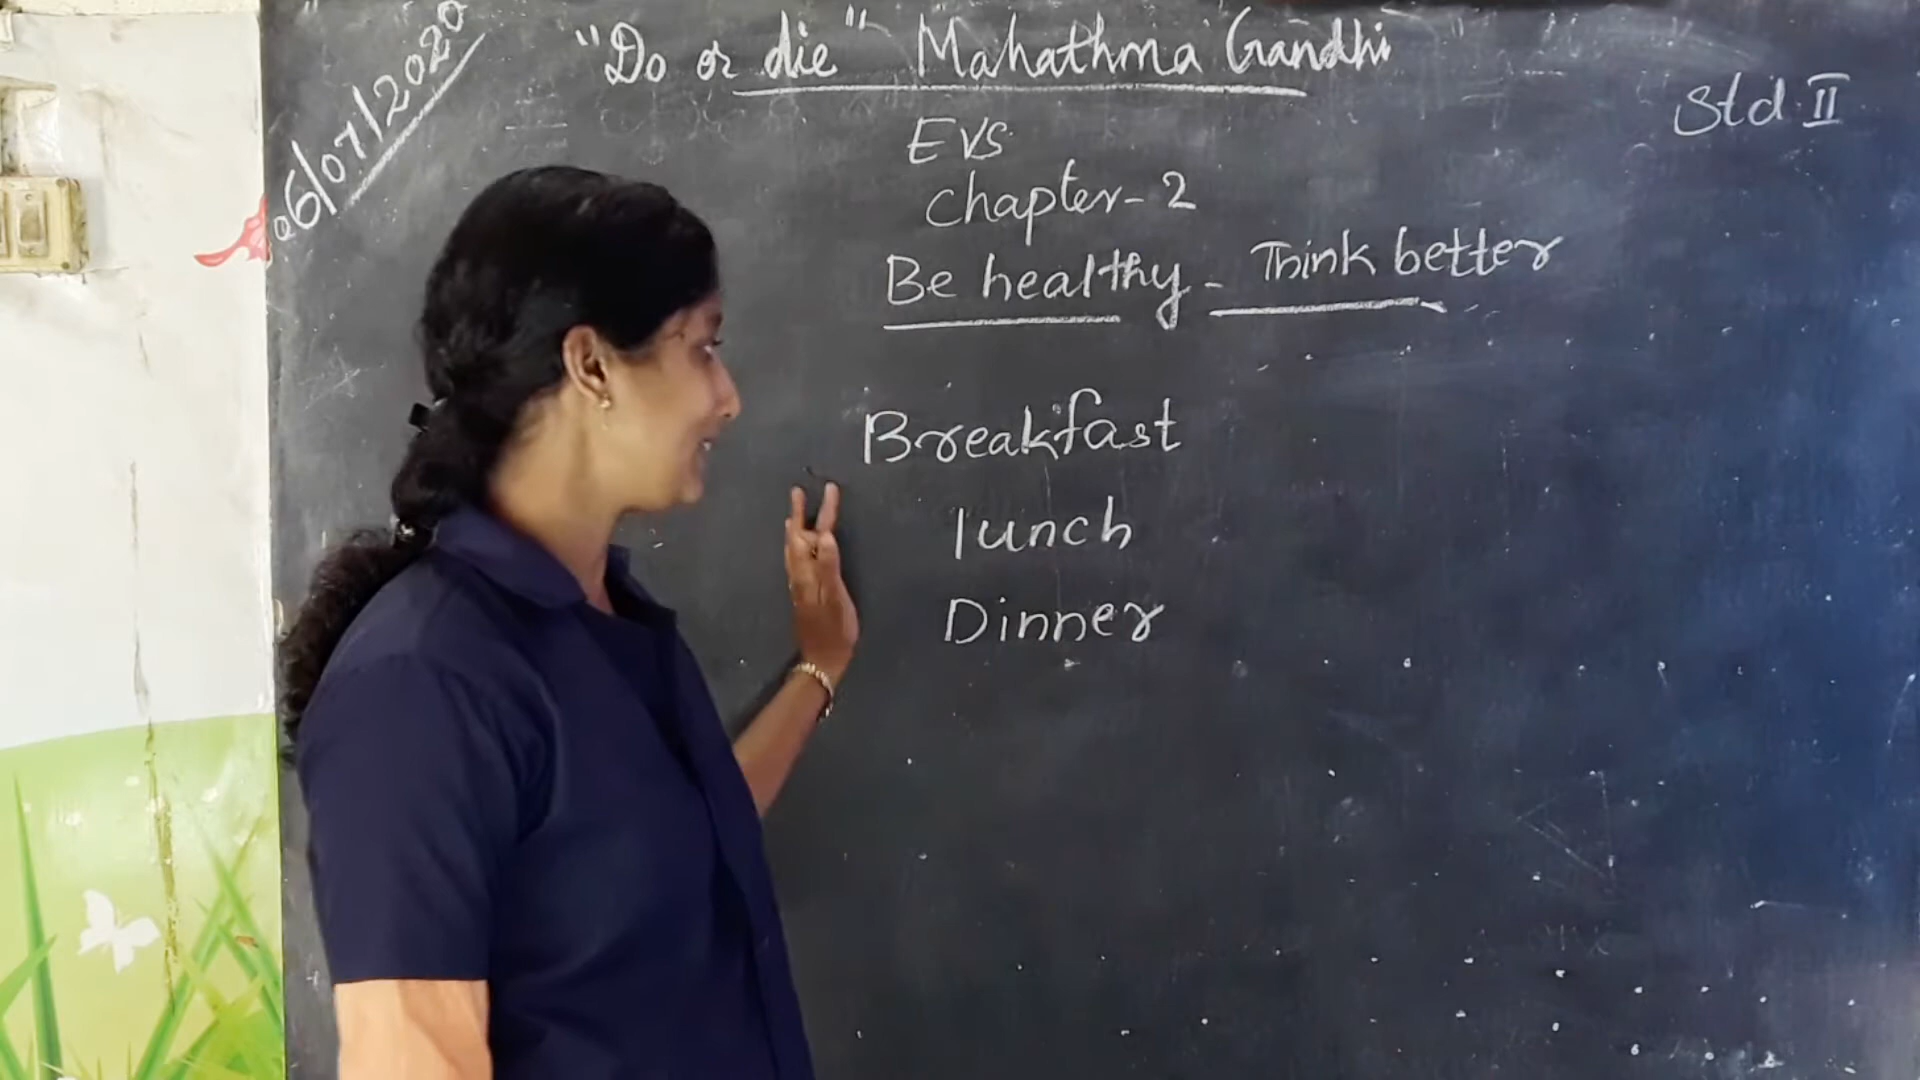 06/07/2020
"Do or die" Mahathma Gandhi
Std II
EVS
Chapter-2
Be healthy - Think better
Breakfast
lunch
Dinner